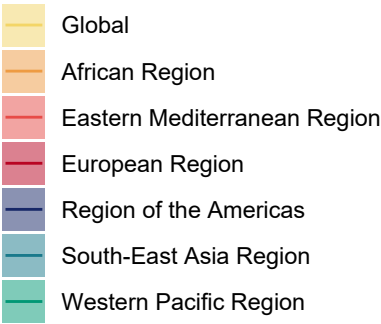 Global
African Region
Eastern Mediterranean Region
European Region
Region of the Americas
South-East Asia Region
Western Pacific Region